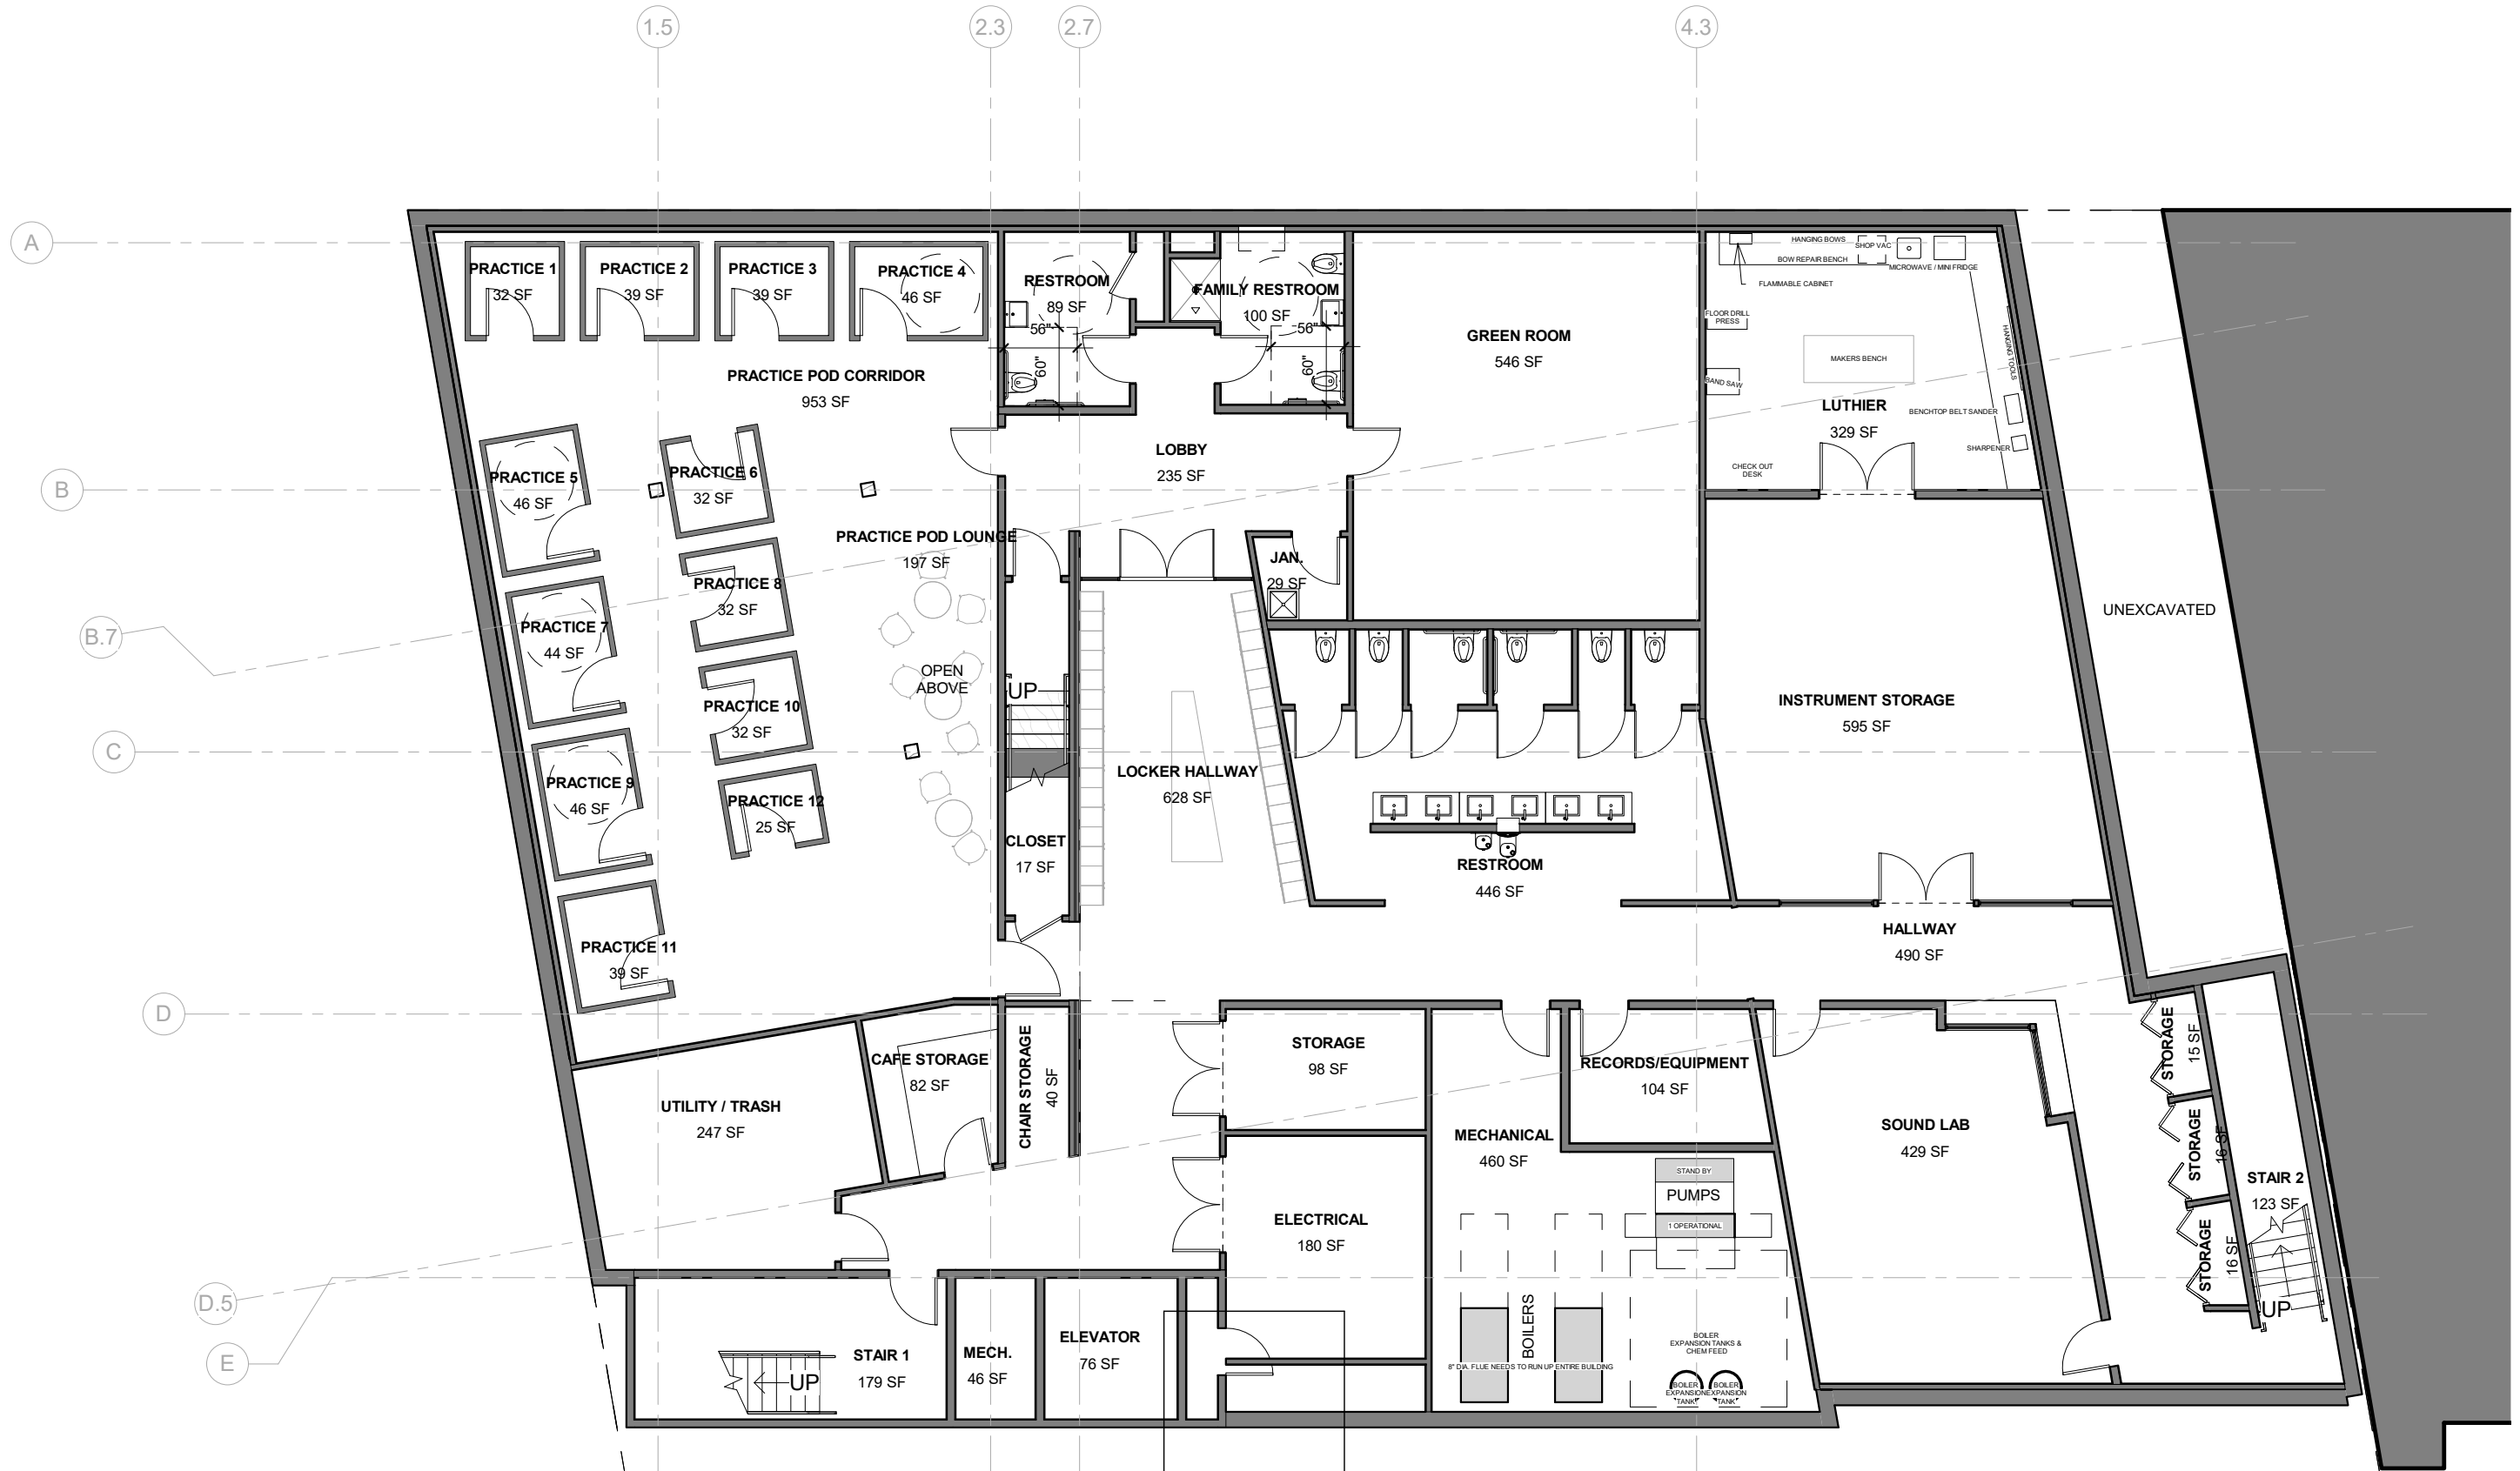 1.5
2.3
2.7
4.3
A
B
B.7
C
D
D.5
E
PRACTICE 1
32 SF
PRACTICE 2
39 SF
PRACTICE 3
39 SF
PRACTICE 4
46 SF
RESTROOM
89 SF
56"
60"
FAMILY RESTROOM
100 SF
56"
60"
GREEN ROOM
546 SF
HANGING BOWS
SHOP VAC
BOW REPAIR BENCH
MICROWAVE / MINI FRIDGE
FLAMMABLE CABINET
FLOOR DRILL
PRESS
HANGING TOOLS
MAKERS BENCH
BAND SAW
LUTHIER
329 SF
BENCHTOP BELT SANDER
SHARPENER
CHECK OUT
DESK
PRACTICE POD CORRIDOR
953 SF
LOBBY
235 SF
PRACTICE 5
46 SF
PRACTICE 6
32 SF
PRACTICE POD LOUNGE
197 SF
JAN.
29 SF
PRACTICE 8
32 SF
PRACTICE 7
44 SF
UNEXCAVATED
OPEN
ABOVE
UP
PRACTICE 10
32 SF
INSTRUMENT STORAGE
595 SF
PRACTICE 9
46 SF
PRACTICE 12
25 SF
LOCKER HALLWAY
628 SF
CLOSET
17 SF
RESTROOM
446 SF
PRACTICE 11
39 SF
HALLWAY
490 SF
UTILITY / TRASH
247 SF
CAFE STORAGE
82 SF
CHAIR STORAGE
40 SF
STORAGE
98 SF
RECORDS/EQUIPMENT
104 SF
MECHANICAL
460 SF
SOUND LAB
429 SF
STORAGE
15 SF
STORAGE
16 SF
STORAGE
16 SF
STAIR 2
123 SF
UP
STAND BY
PUMPS
1 OPERATIONAL
ELECTRICAL
180 SF
BOILERS
8" DIA. FLUE NEEDS TO RUN UP ENTIRE BUILDING
BOILER
EXPANSION TANKS &
CHEM FEED
BOILER
EXPANSION
TANK
BOILER
EXPANSION
TANK
STAIR 1
179 SF
UP
MECH.
46 SF
ELEVATOR
76 SF